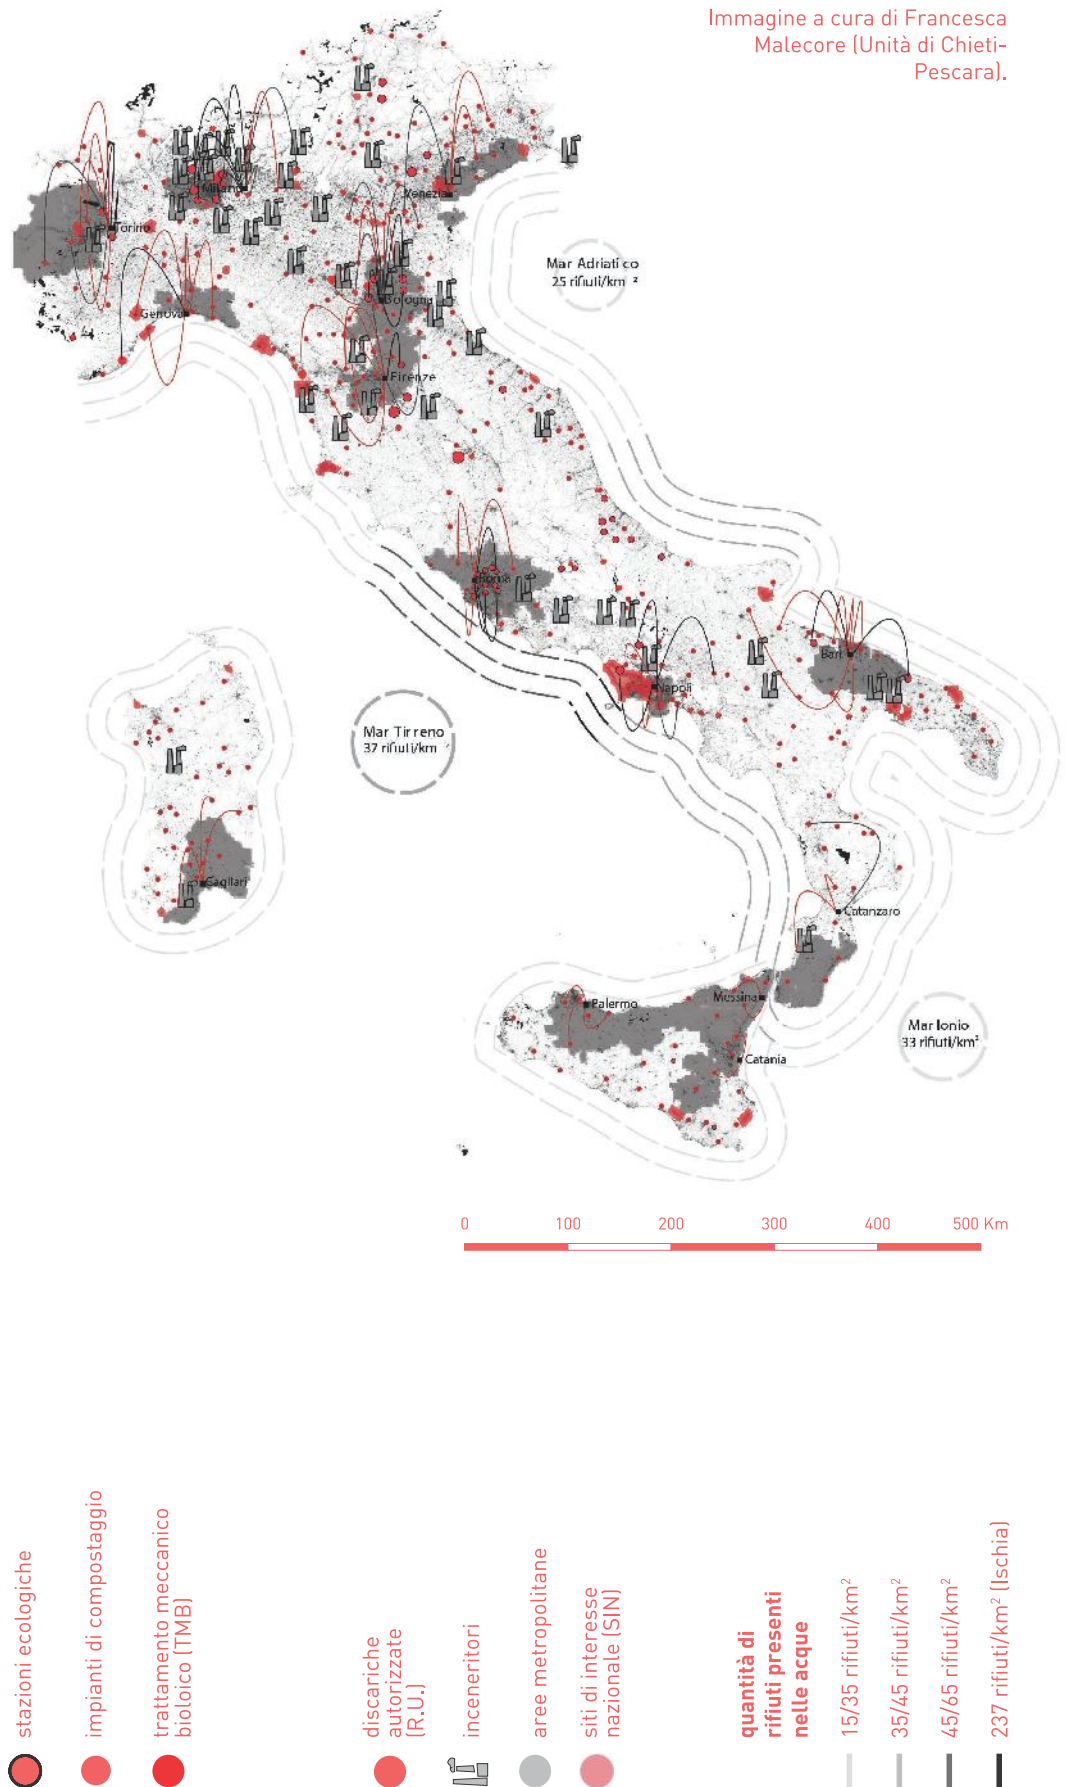 Immagine a cura di Francesca
Malecore (Unità di Chieti-
Pescara).
Milano
Venezia
Torino
Mar Adriatico
25 rifiuti/km²
Bologna
Genova
Firenze
Roma
Bari
Napoli
Mar Tirreno
37 rifiuti/km
Cagliari
Catanzaro
Messina
Palermo
Mar Ionio
33 rifiuti/km²
Catania
0 100 200 300 400 500 Km
stazioni ecologiche
impianti di compostaggio
trattamento meccanico
bioloico (TMB)
discariche
autorizzate
(R.U.)
inceneritori
aree metropolitane
siti di interesse
nazionale (SIN)
quantità di
rifiuti presenti
nelle acque
15/35 rifiuti/km²
35/45 rifiuti/km²
45/65 rifiuti/km²
237 rifiuti/km² (Ischia)